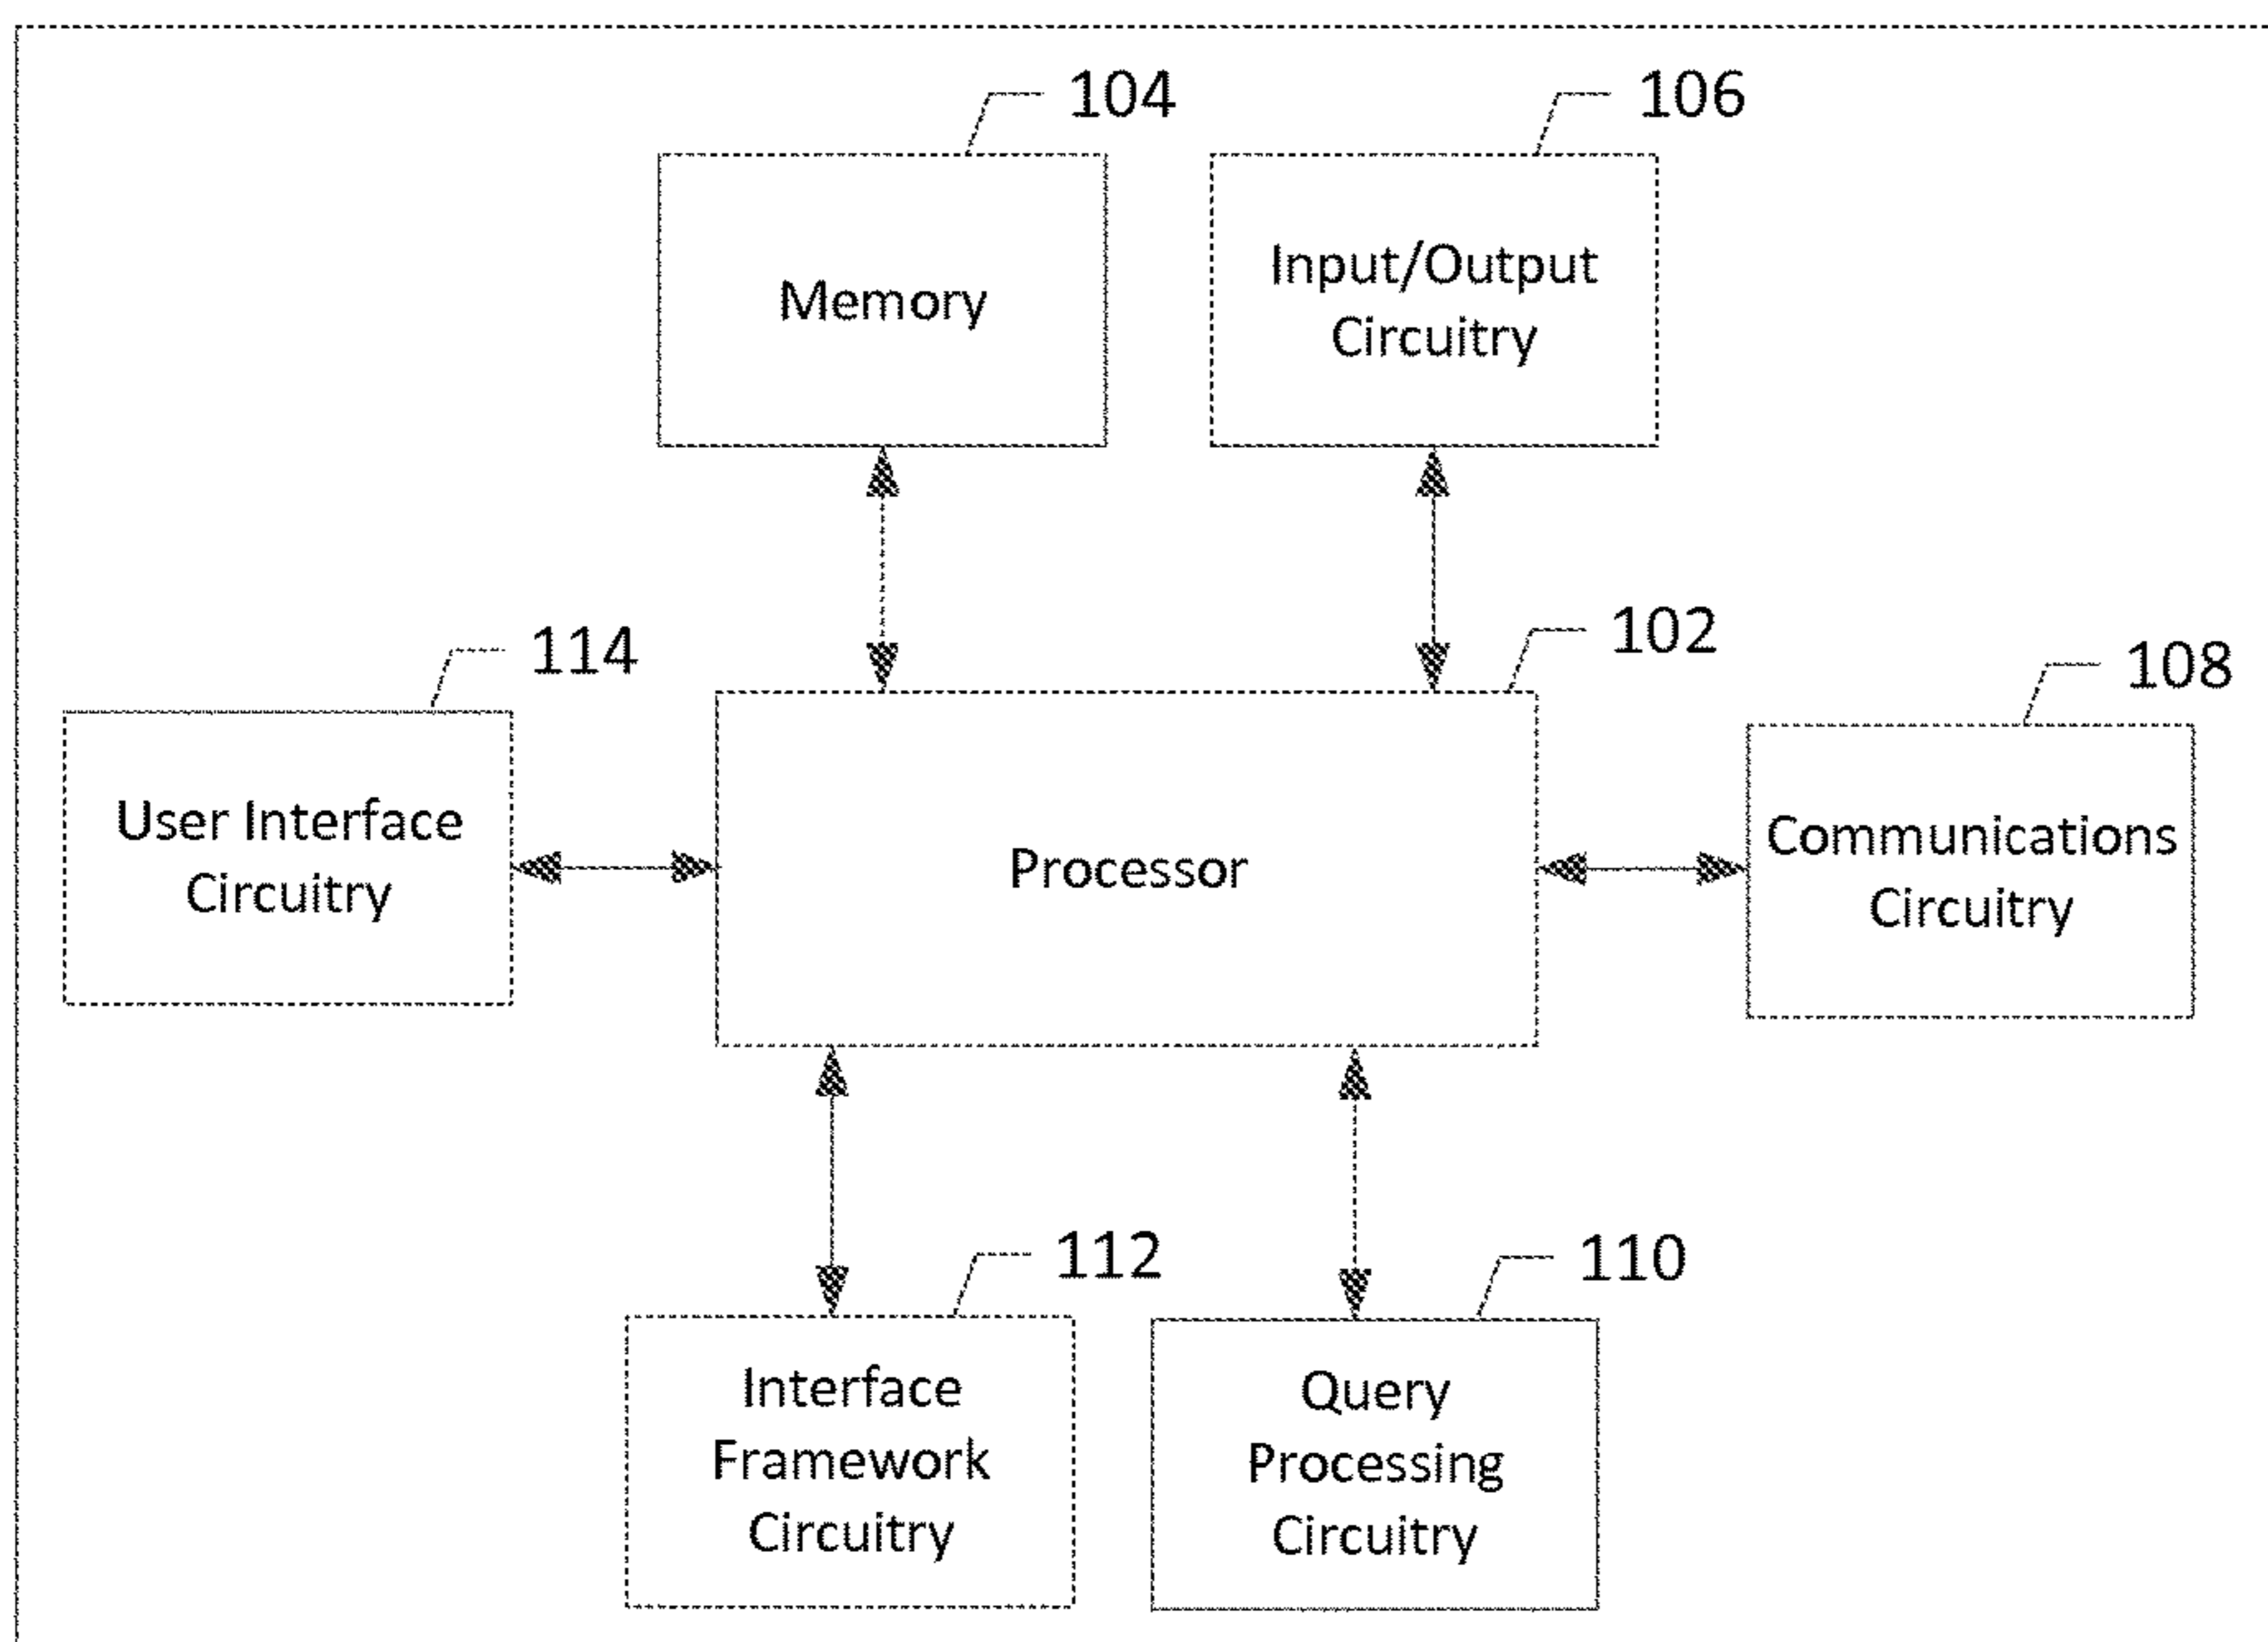 104
106
Memory
Input/Output
Circuitry
114
102
108
User Interface
Circuitry
Processor
Communications
Circuitry
112
110
Interface
Framework
Circuitry
Query
Processing
Circuitry